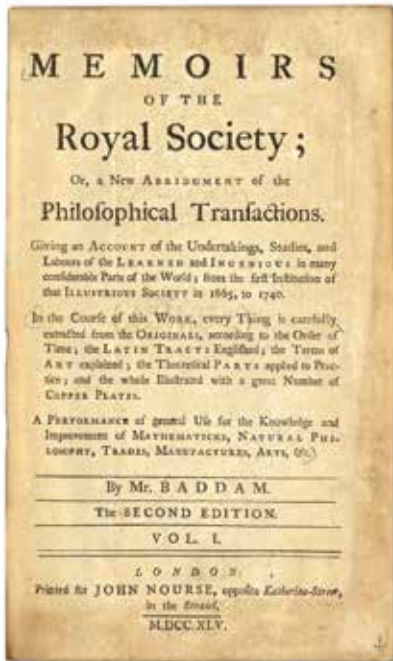 MEMOIRS
OF THE
Royal Society;
Or, a New ABRIDGMENT of the
Philosophical Transactions.
Giving an ACCOUNT of the Undertakings, Studies, and
Labours of the LEARNED and INGENIOUS in many
considerable Parts of the World; from the first Institution of
that ILLUSTRIOUS SOCIETY in 1665, to 1740.
In the Course of this WORK, every Thing is carefully
extracted from the ORIGINALS, according to the Order of
Time; the LATIN TRACTS Englished; the Terms of
ART explained; the Theoretical PARTS applied to Prac-
tice; and the whole Illustrated with a great Number of
COPPER PLATES.
A PERFORMANCE of general Use for the Knowledge and
Improvement of MATHEMATICKS, NATURAL PHI-
LOSOPHY, TRADES, MANUFACTURES, ARTS, &c.
By Mr. BADDAM.
The SECOND EDITION.
VOL. I.
LONDON:
Printed for JOHN NOURSE, opposite Katherine-Street,
in the Strand,
M.DCC.XLV.